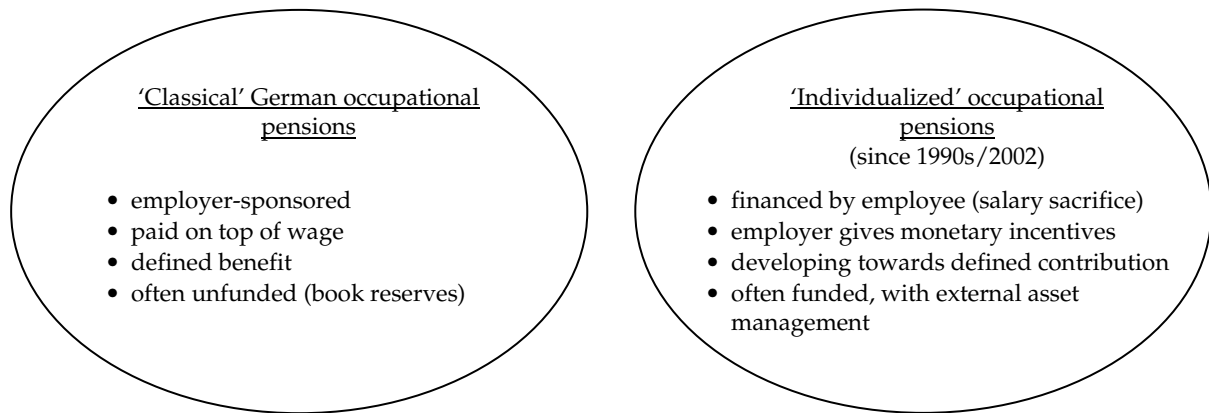 ‘Classical’ German occupational
pensions
• employer-sponsored
• paid on top of wage
• defined benefit
• often unfunded (book reserves)
‘Individualized’ occupational
pensions
(since 1990s/2002)
• financed by employee (salary sacrifice)
• employer gives monetary incentives
• developing towards defined contribution
• often funded, with external asset
management